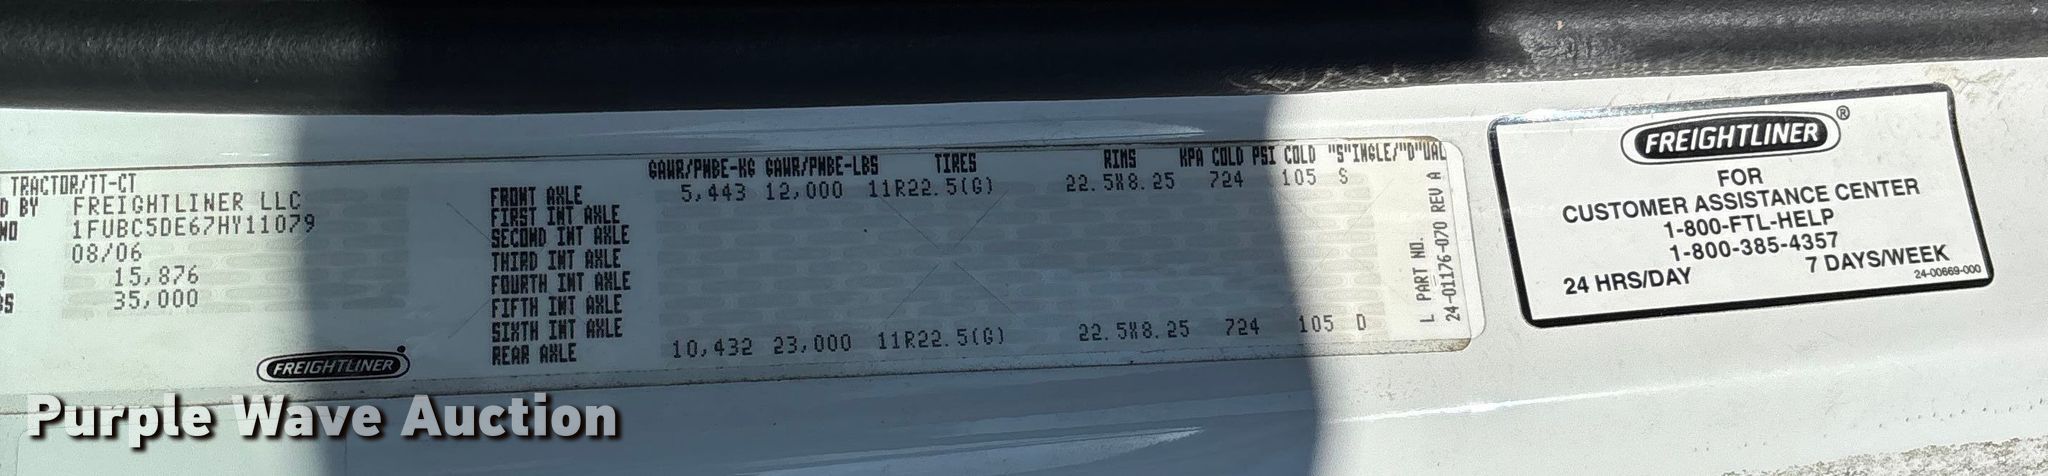 TRACTOR/TT-CT
D BY FREIGHTLINER LLC
NO 1FUBC5DE67HY11079
08/06
15,876
BS 35,000
FREIGHTLINER
GAWR/PNBE-KG GAWR/PNBE-LBS TIRES RIMS KPA COLD PSI COLD "S"INGLE/"D"UAL
FRONT AXLE 5,443 12,000 11R22.5(G) 22.5X8.25 724 105 S
FIRST INT AXLE
SECOND INT AXLE
THIRD INT AXLE
FOURTH INT AXLE
FIFTH INT AXLE
SIXTH INT AXLE
REAR AXLE 10,432 23,000 11R22.5(G) 22.5X8.25 724 105 D
L PART NO.
24-01176-070 REV A
FREIGHTLINER®
FOR
CUSTOMER ASSISTANCE CENTER
1-800-FTL-HELP
1-800-385-4357
24 HRS/DAY 7 DAYS/WEEK
24-00669-000
Purple Wave Auction